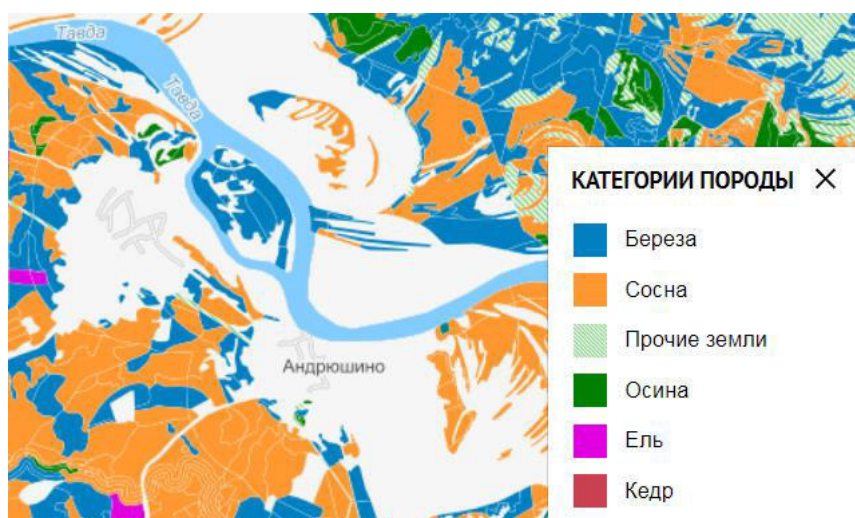 Тавда
Тавда
Андрюшино
КАТЕГОРИИ ПОРОДЫ
Береза
Сосна
Прочие земли
Осина
Ель
Кедр